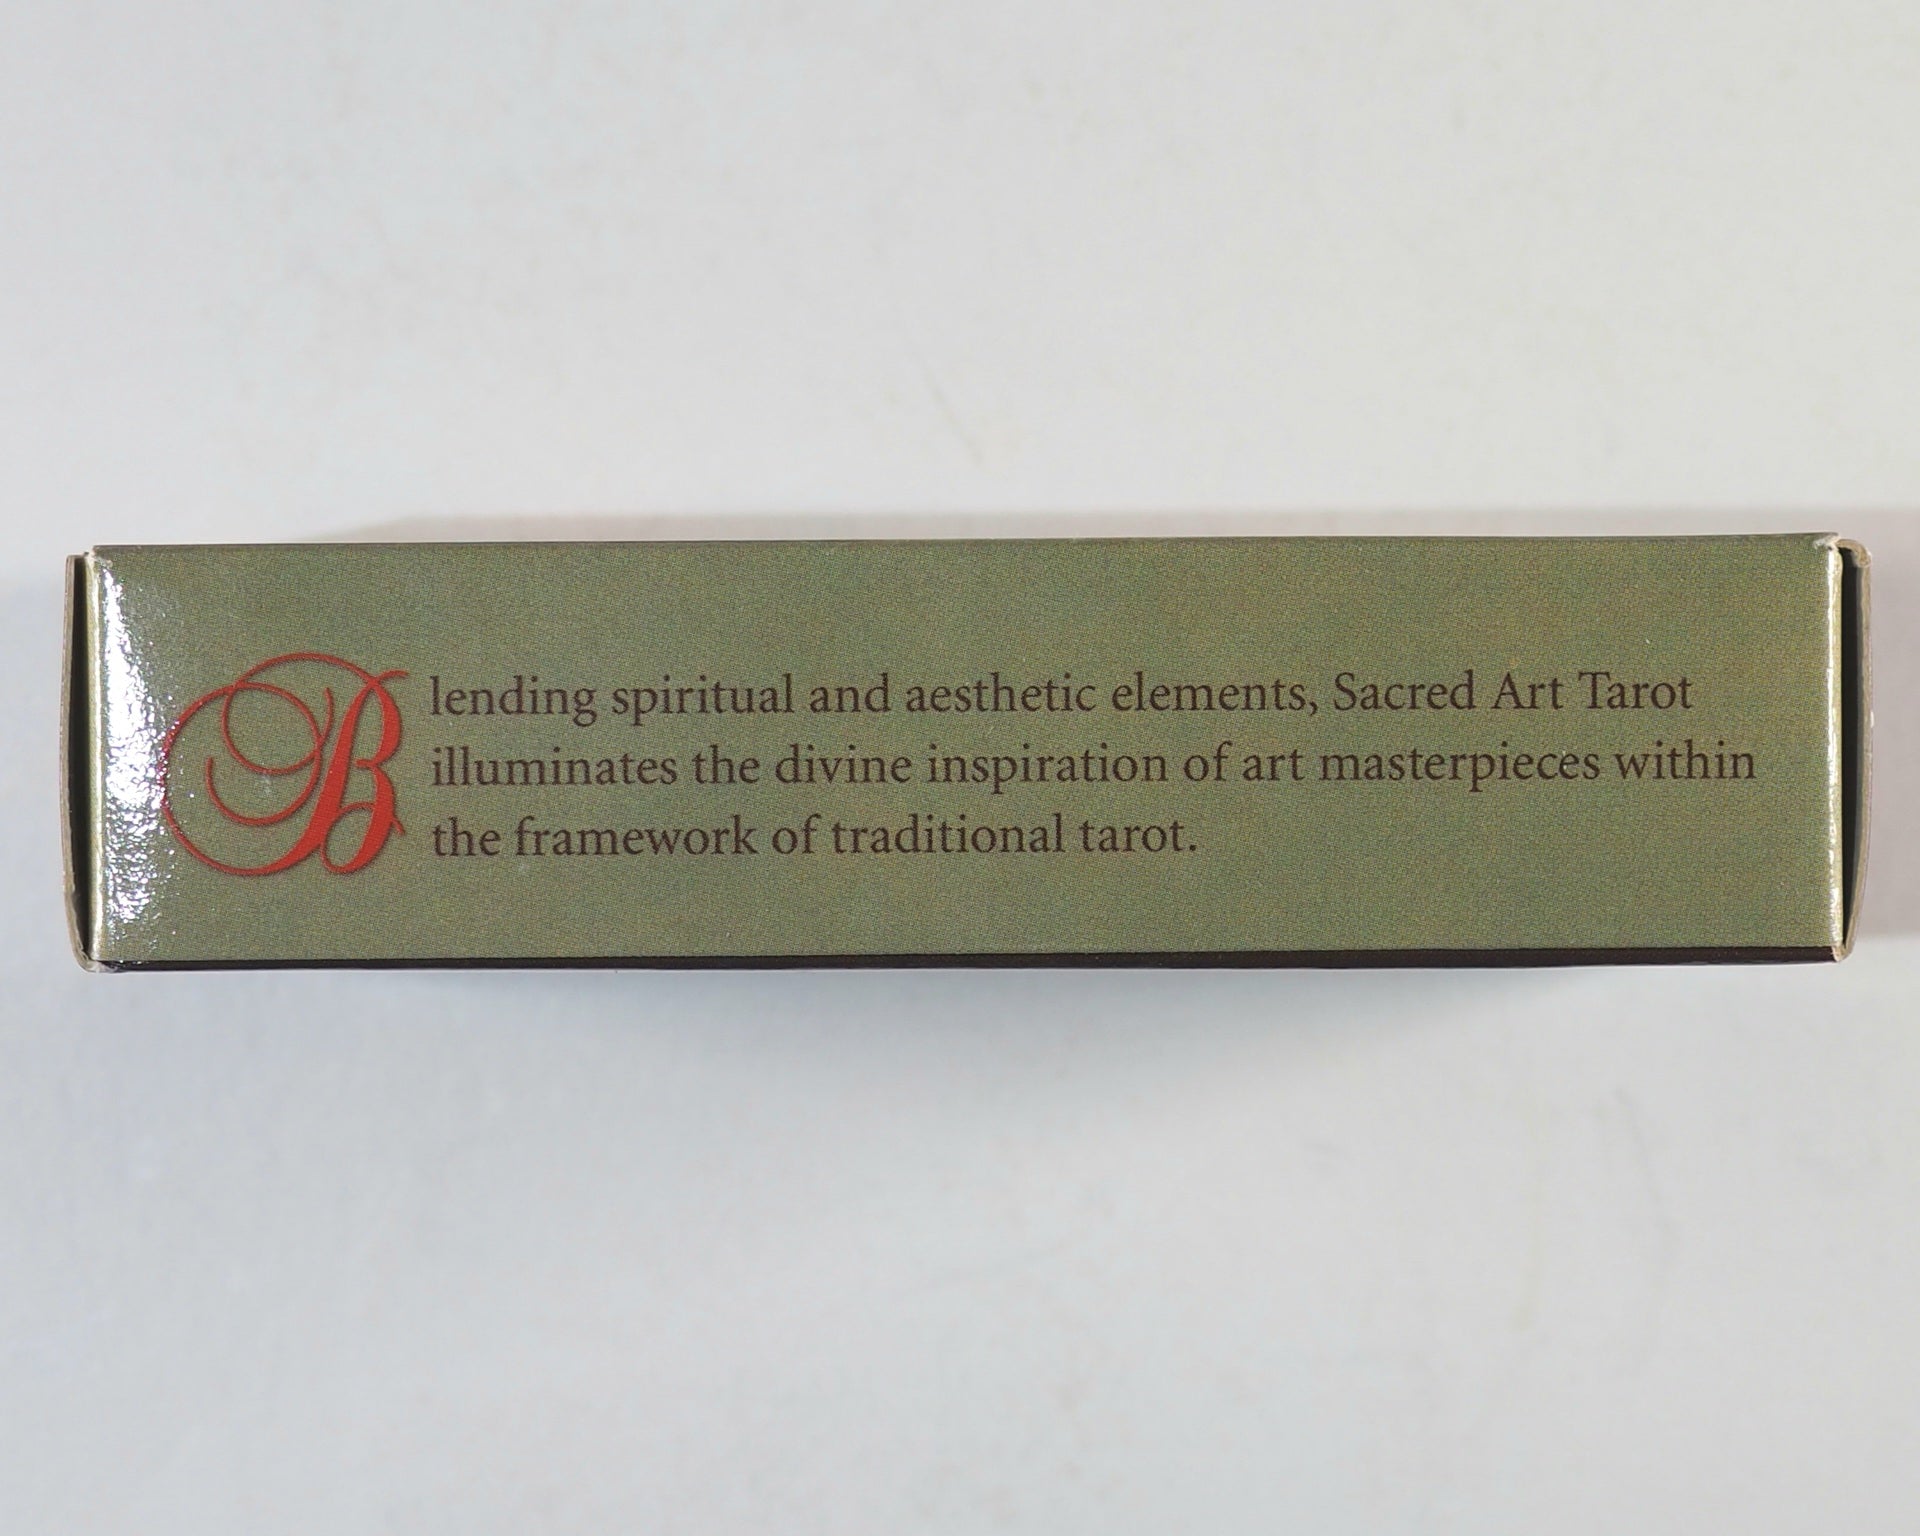 Blending spiritual and aesthetic elements, Sacred Art Tarot
illuminates the divine inspiration of art masterpieces within
the framework of traditional tarot.